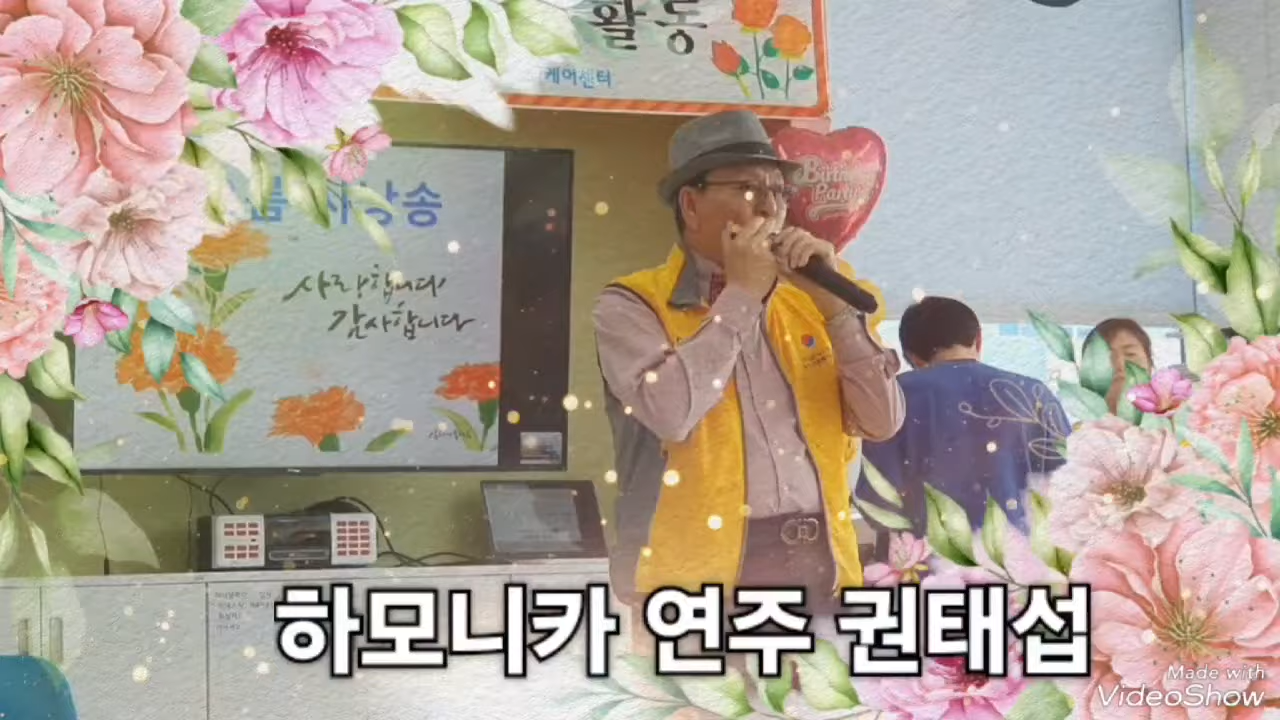 활동
케어센터
Birthday
Party
사랑합니다
감사합니다
하모니카 연주 권태섭
Made with
VideoShow